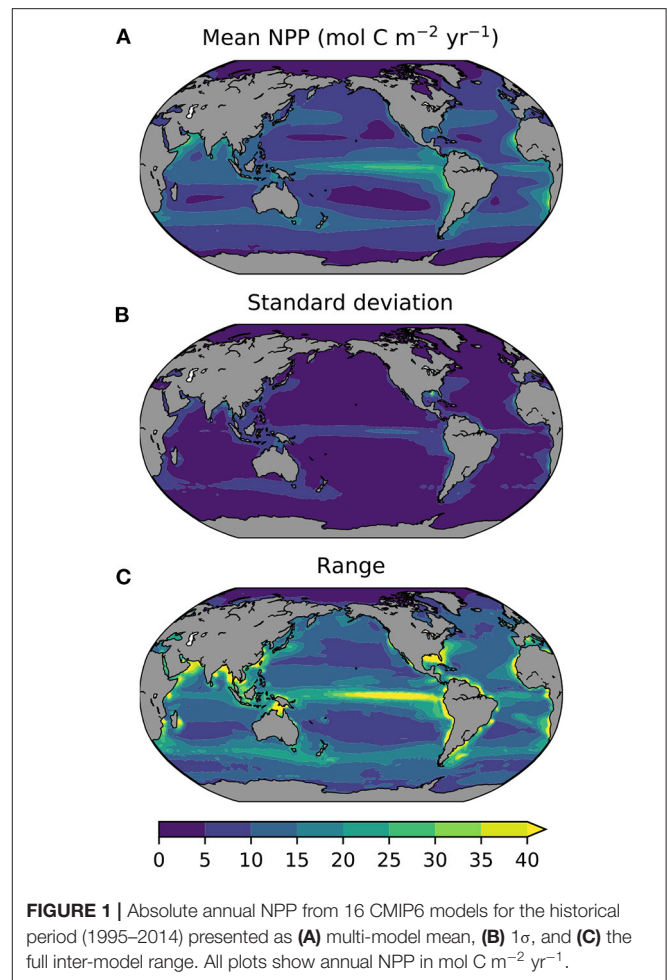 A
Mean NPP (mol C m⁻² yr⁻¹)
B
Standard deviation
C
Range
0 5 10 15 20 25 30 35 40
FIGURE 1 | Absolute annual NPP from 16 CMIP6 models for the historical
period (1995–2014) presented as (A) multi-model mean, (B) 1σ, and (C) the
full inter-model range. All plots show annual NPP in mol C m⁻² yr⁻¹.